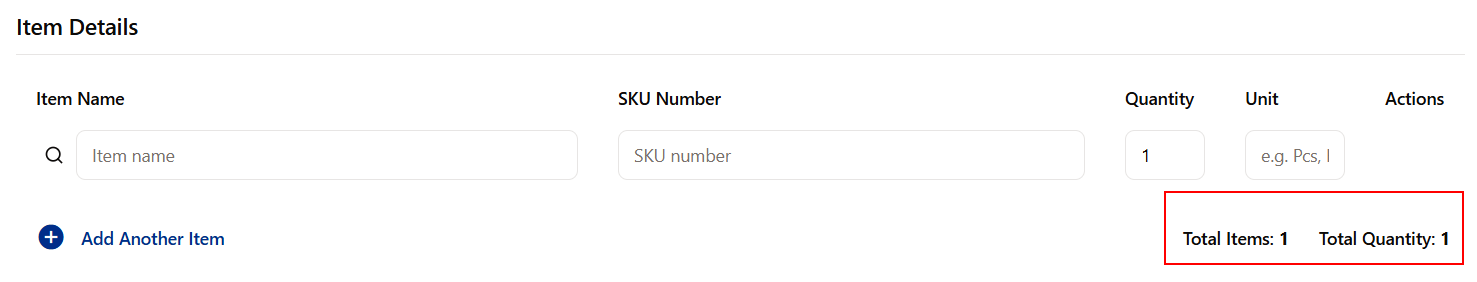 Item Details
Item Name SKU Number Quantity Unit Actions
Item name SKU number 1 e.g. Pcs,
Add Another Item Total Items: 1 Total Quantity: 1